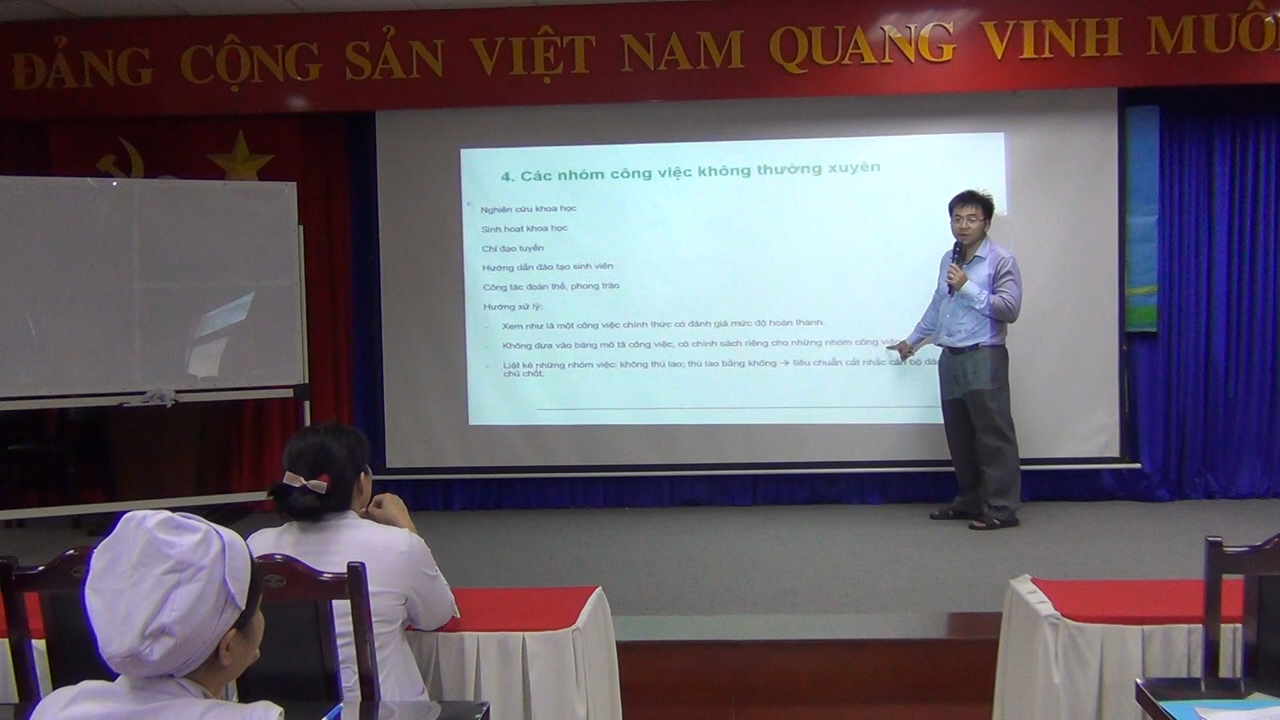 ĐẢNG CỘNG SẢN VIỆT NAM QUANG VINH MUÔ
4. Các nhóm công việc không thường xuyên
Nghiên cứu khoa học
Sinh hoạt khoa học
Chỉ đạo tuyến
Hướng dẫn đào tạo sinh viên
Công tác đoàn thể, phong trào
Hướng xử lý:
- Xem như là một công việc chính thức có đánh giá mức độ hoàn thành.
- Không đưa vào bảng mô tả công việc, có chính sách riêng cho những nhóm công việ
- Liệt kê những nhóm việc: không thù lao; thù lao bằng không → tiêu chuẩn cất nhắc cán bộ
chủ chốt.